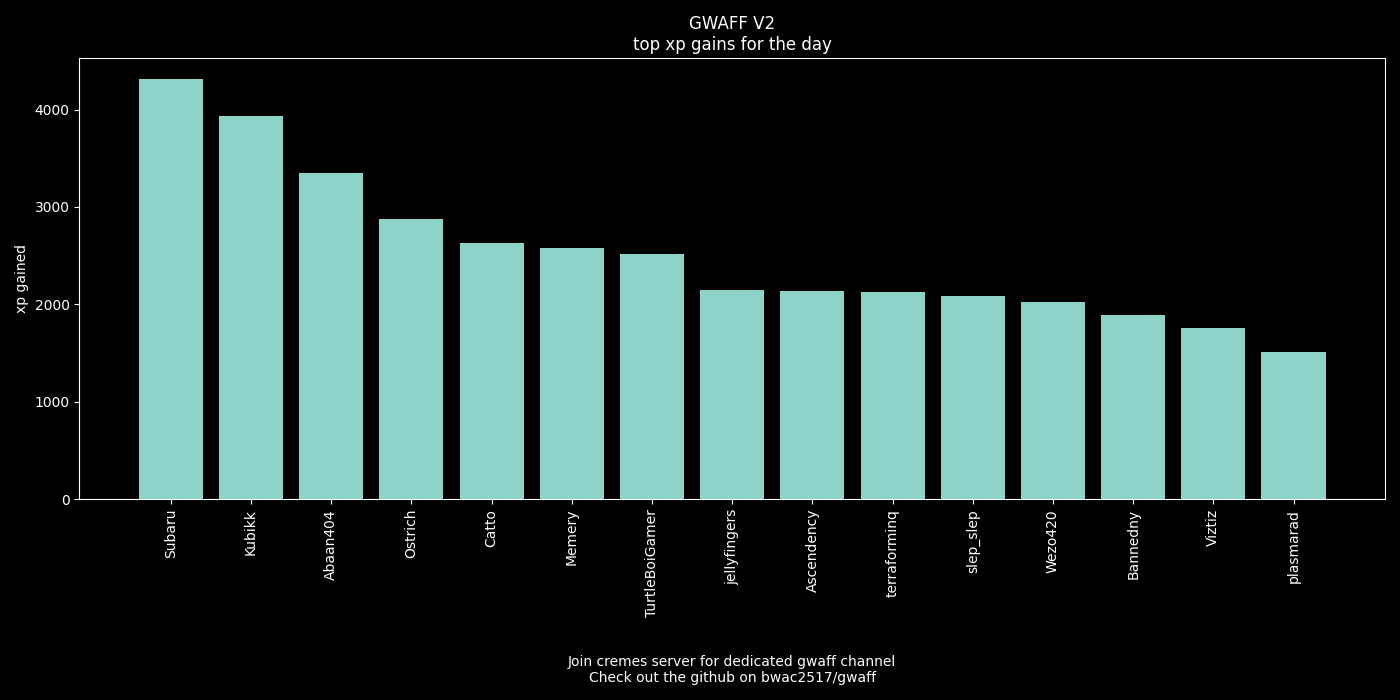 GWAFF V2
top xp gains for the day
xp gained
4000
3000
2000
1000
0
Subaru
Kubikk
Abaan404
Ostrich
Catto
Memery
TurtleBoiGamer
jellyfingers
Ascendency
terraforminq
slep_slep
Wezo420
Bannedny
Viztiz
plasmarad
Join cremes server for dedicated gwaff channel
Check out the github on bwac2517/gwaff